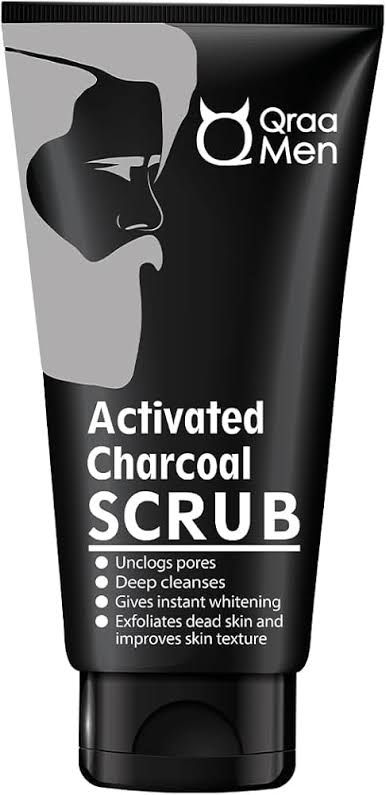 Qraa
Men
Activated
Charcoal
SCRUB
Unclogs pores
Deep cleanses
Gives instant whitening
Exfoliates dead skin and
improves skin texture